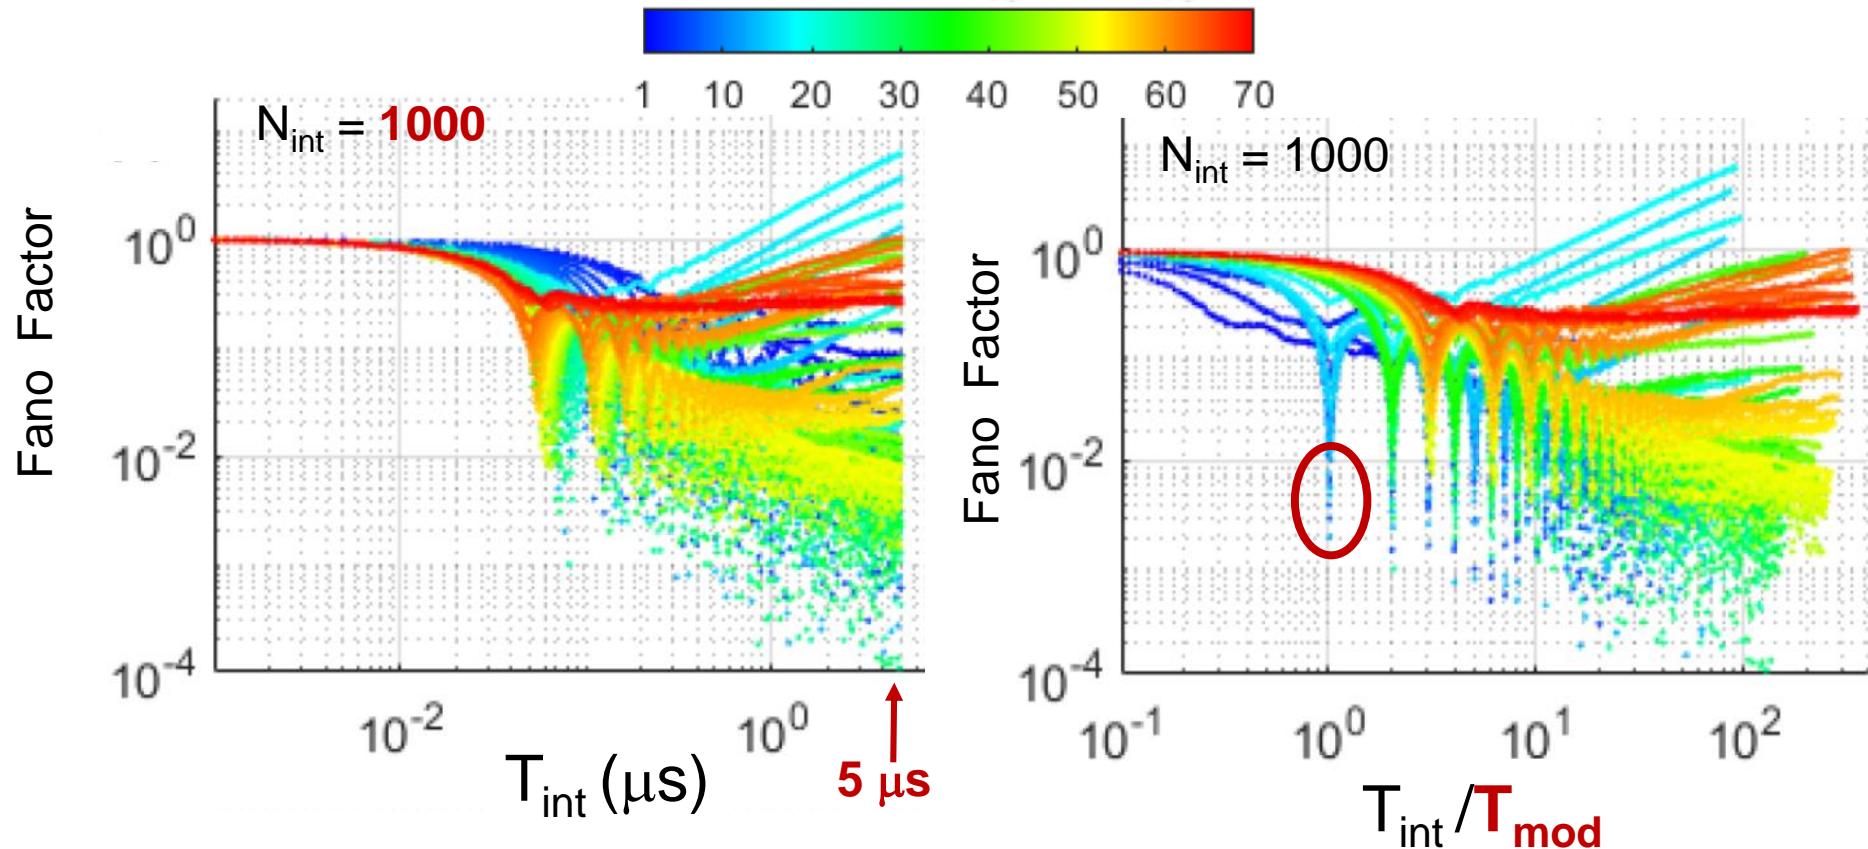 1 10 20 30 40 50 60 70
N_int = 1000
Fano Factor
10^0
10^-2
10^-4
10^-2 10^0
T_int (μs)
5 μs
N_int = 1000
Fano Factor
10^0
10^-2
10^-4
10^-1 10^0 10^1 10^2
T_int /T_mod